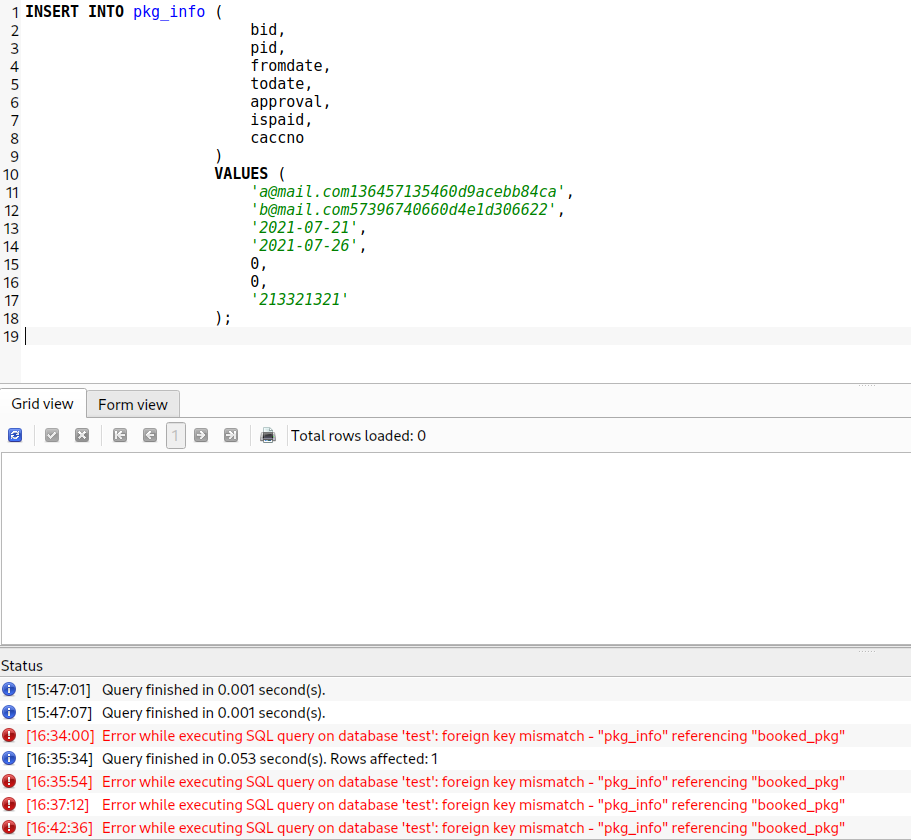 1 INSERT INTO pkg_info (
2 bid,
3 pid,
4 fromdate,
5 todate,
6 approval,
7 ispaid,
8 caccno
9 )
10 VALUES (
11 'a@mail.com136457135460d9acebb84ca',
12 'b@mail.com57396740660d4e1d306622',
13 '2021-07-21',
14 '2021-07-26',
15 0,
16 0,
17 '213321321'
18 );
19
Grid view Form view
1 Total rows loaded: 0
Status
[15:47:01] Query finished in 0.001 second(s).
[15:47:07] Query finished in 0.001 second(s).
[16:34:00] Error while executing SQL query on database 'test': foreign key mismatch - "pkg_info" referencing "booked_pkg"
[16:35:34] Query finished in 0.053 second(s). Rows affected: 1
[16:35:54] Error while executing SQL query on database 'test': foreign key mismatch - "pkg_info" referencing "booked_pkg"
[16:37:12] Error while executing SQL query on database 'test': foreign key mismatch - "pkg_info" referencing "booked_pkg"
[16:42:36] Error while executing SQL query on database 'test': foreign key mismatch - "pkg_info" referencing "booked_pkg"